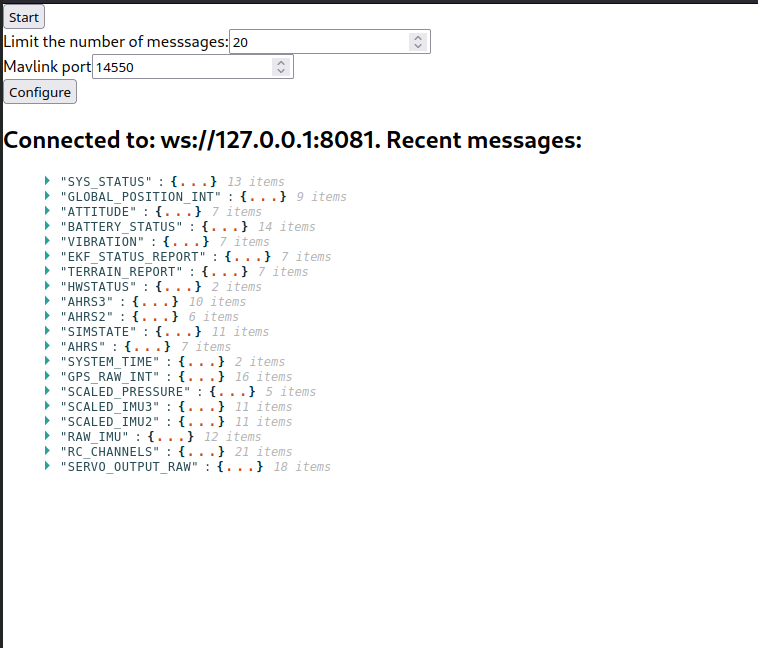 Start
Limit the number of messsages: 20
Mavlink port 14550
Configure
Connected to: ws://127.0.0.1:8081. Recent messages:
"SYS_STATUS" : {...} 13 items
"GLOBAL_POSITION_INT" : {...} 9 items
"ATTITUDE" : {...} 7 items
"BATTERY_STATUS" : {...} 14 items
"VIBRATION" : {...} 7 items
"EKF_STATUS_REPORT" : {...} 7 items
"TERRAIN_REPORT" : {...} 7 items
"HWSTATUS" : {...} 2 items
"AHRS3" : {...} 10 items
"AHRS2" : {...} 6 items
"SIMSTATE" : {...} 11 items
"AHRS" : {...} 7 items
"SYSTEM_TIME" : {...} 2 items
"GPS_RAW_INT" : {...} 16 items
"SCALED_PRESSURE" : {...} 5 items
"SCALED_IMU3" : {...} 11 items
"SCALED_IMU2" : {...} 11 items
"RAW_IMU" : {...} 12 items
"RC_CHANNELS" : {...} 21 items
"SERVO_OUTPUT_RAW" : {...} 18 items